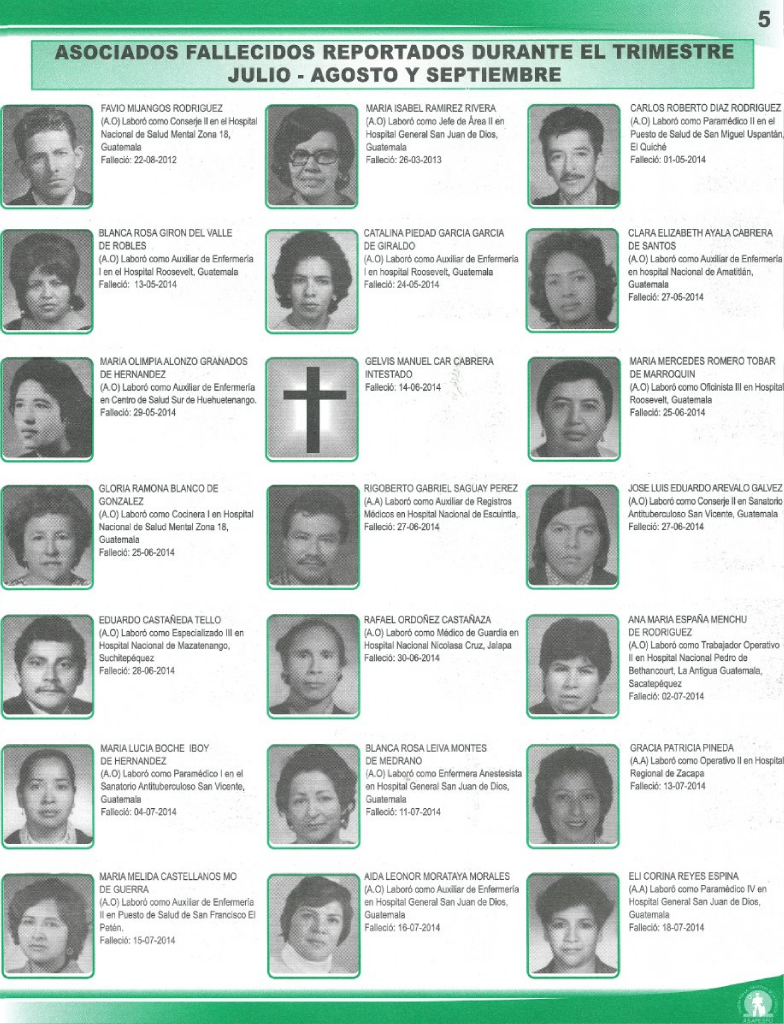 5
ASOCIADOS FALLECIDOS REPORTADOS DURANTE EL TRIMESTRE
JULIO - AGOSTO Y SEPTIEMBRE
FAVIO MIJANGOS RODRIGUEZ
(A.O) Laboró como Conserje II en el Hospital
Nacional de Salud Mental Zona 18,
Guatemala
Falleció: 22-08-2012
MARIA ISABEL RAMIREZ RIVERA
(A.O) Laboró como Jefe de Área II en
Hospital General San Juan de Dios,
Guatemala
Falleció: 26-03-2013
CARLOS ROBERTO DIAZ RODRIGUEZ
(A.O) Laboró como Paramédico II en el
Puesto de Salud de San Miguel Uspantán,
El Quiché
Falleció: 01-05-2014
BLANCA ROSA GIRON DEL VALLE
DE ROBLES
(A.O) Laboró como Auxiliar de Enfermería
I en el Hospital Roosevelt, Guatemala
Falleció: 13-05-2014
CATALINA PIEDAD GARCIA GARCIA
DE GIRALDO
(A.O) Laboró como Auxiliar de Enfermería
I en hospital Roosevelt, Guatemala
Falleció: 24-05-2014
CLARA ELIZABETH AYALA CABRERA
DE SANTOS
(A.O) Laboró como Auxiliar de Enfermería
en hospital Nacional de Amatitlán,
Guatemala
Falleció: 27-05-2014
MARIA OLIMPIA ALONZO GRANADOS
DE HERNANDEZ
(A.O) Laboró como Auxiliar de Enfermería
en Centro de Salud Sur de Huehuetenango.
Falleció: 29-05-2014
GELVIS MANUEL CAR CABRERA
INTESTADO
Falleció: 14-06-2014
MARIA MERCEDES ROMERO TOBAR
DE MARROQUIN
(A.O) Laboró como Oficinista III en Hospital
Roosevelt, Guatemala
Falleció: 25-06-2014
GLORIA RAMONA BLANCO DE
GONZALEZ
(A.O) Laboró como Cocinera I en Hospital
Nacional de Salud Mental Zona 18,
Guatemala
Falleció: 25-06-2014
RIGOBERTO GABRIEL SAGUAY PEREZ
(A.A) Laboró como Auxiliar de Registros
Médicos en Hospital Nacional de Escuintla,
Falleció: 27-06-2014
JOSE LUIS EDUARDO AREVALO GALVEZ
(A.O) Laboró como Conserje II en Sanatorio
Antituberculoso San Vicente, Guatemala
Falleció: 27-06-2014
EDUARDO CASTAÑEDA TELLO
(A.O) Laboró como Especializado III en
Hospital Nacional de Mazatenango,
Suchitepéquez
Falleció: 28-06-2014
RAFAEL ORDOÑEZ CASTAÑAZA
(A.O) Laboró como Médico de Guardia en
Hospital Nacional Nicolasa Cruz, Jalapa
Falleció: 30-06-2014
ANA MARIA ESPAÑA MENCHU
DE RODRIGUEZ
(A.O) Laboró como Trabajador Operativo
II en Hospital Nacional Pedro de
Bethancourt, La Antigua Guatemala,
Sacatepéquez
Falleció: 02-07-2014
MARIA LUCIA BOCHE IBOY
DE HERNANDEZ
(A.O) Laboró como Paramédico I en el
Sanatorio Antituberculoso San Vicente,
Guatemala
Falleció: 04-07-2014
BLANCA ROSA LEIVA MONTES
DE MEDRANO
(A.O) Laboró como Enfermera Anestesista
en Hospital General San Juan de Dios,
Guatemala
Falleció: 11-07-2014
GRACIA PATRICIA PINEDA
(A.A) Laboró como Operativo II en Hospital
Regional de Zacapa
Falleció: 13-07-2014
MARIA MELIDA CASTELLANOS MO
DE GUERRA
(A.O) Laboró como Auxiliar de Enfermería
II en Puesto de Salud de San Francisco El
Petén.
Falleció: 15-07-2014
AIDA LEONOR MORATAYA MORALES
(A.O) Laboró como Auxiliar de Enfermería
en Hospital General San Juan de Dios,
Guatemala
Falleció: 16-07-2014
ELI CORINA REYES ESPINA
(A.A) Laboró como Paramédico IV en
Hospital General San Juan de Dios,
Guatemala
Falleció: 18-07-2014